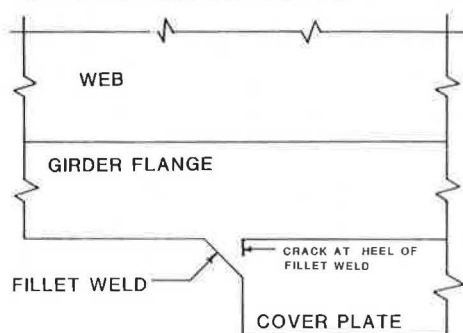 WEB
GIRDER FLANGE
CRACK AT HEEL OF
FILLET WELD
FILLET WELD
COVER PLATE